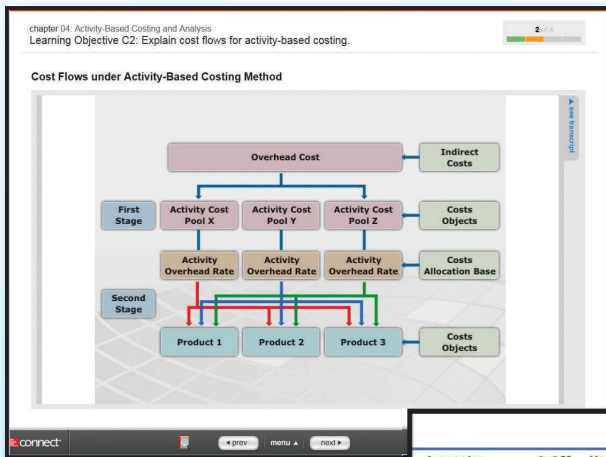 chapter 04: Activity-Based Costing and Analysis
Learning Objective C2: Explain cost flows for activity-based costing.
2 of 4
Cost Flows under Activity-Based Costing Method
see transcript
Overhead Cost
Indirect
Costs
First
Stage
Activity Cost
Pool X
Activity Cost
Pool Y
Activity Cost
Pool Z
Costs
Objects
Activity
Overhead Rate
Activity
Overhead Rate
Activity
Overhead Rate
Costs
Allocation Base
Second
Stage
Product 1
Product 2
Product 3
Costs
Objects
connect
prev
menu
next